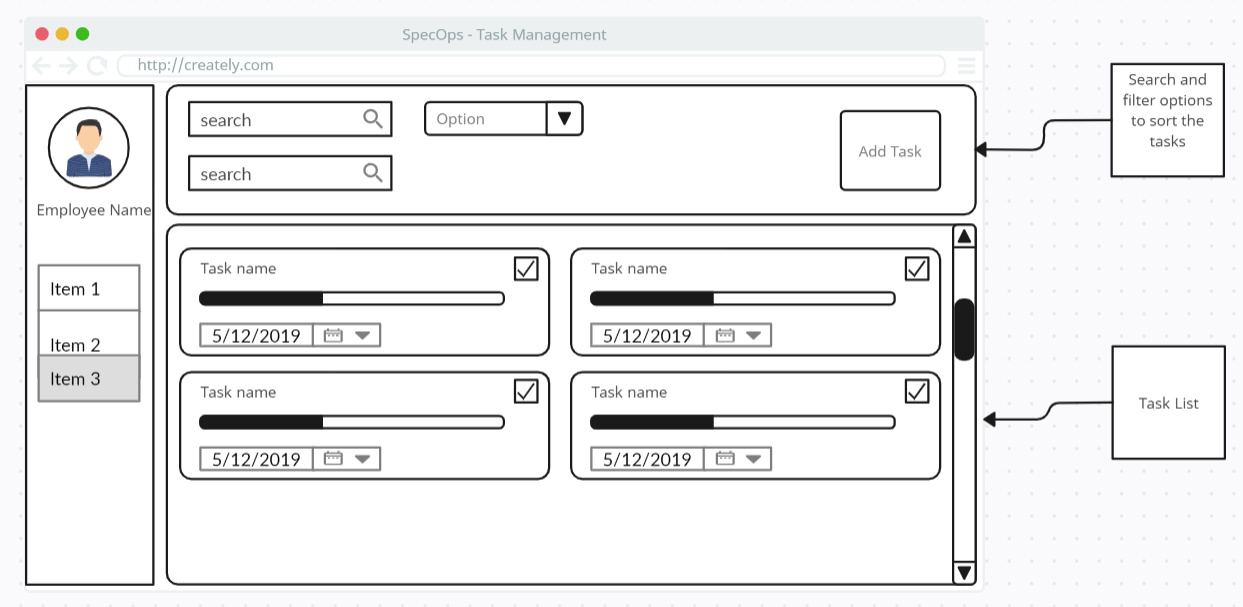 SpecOps - Task Management
http://creately.com
Employee Name
Item 1
Item 2
Item 3
search
Option
search
Add Task
Task name
5/12/2019
Task name
5/12/2019
Task name
5/12/2019
Task name
5/12/2019
Search and
filter options
to sort the
tasks
Task List